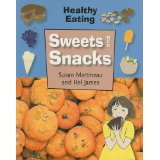 Healthy
Eating
Sweets and
Snacks
Susan Martineau
and Hel James